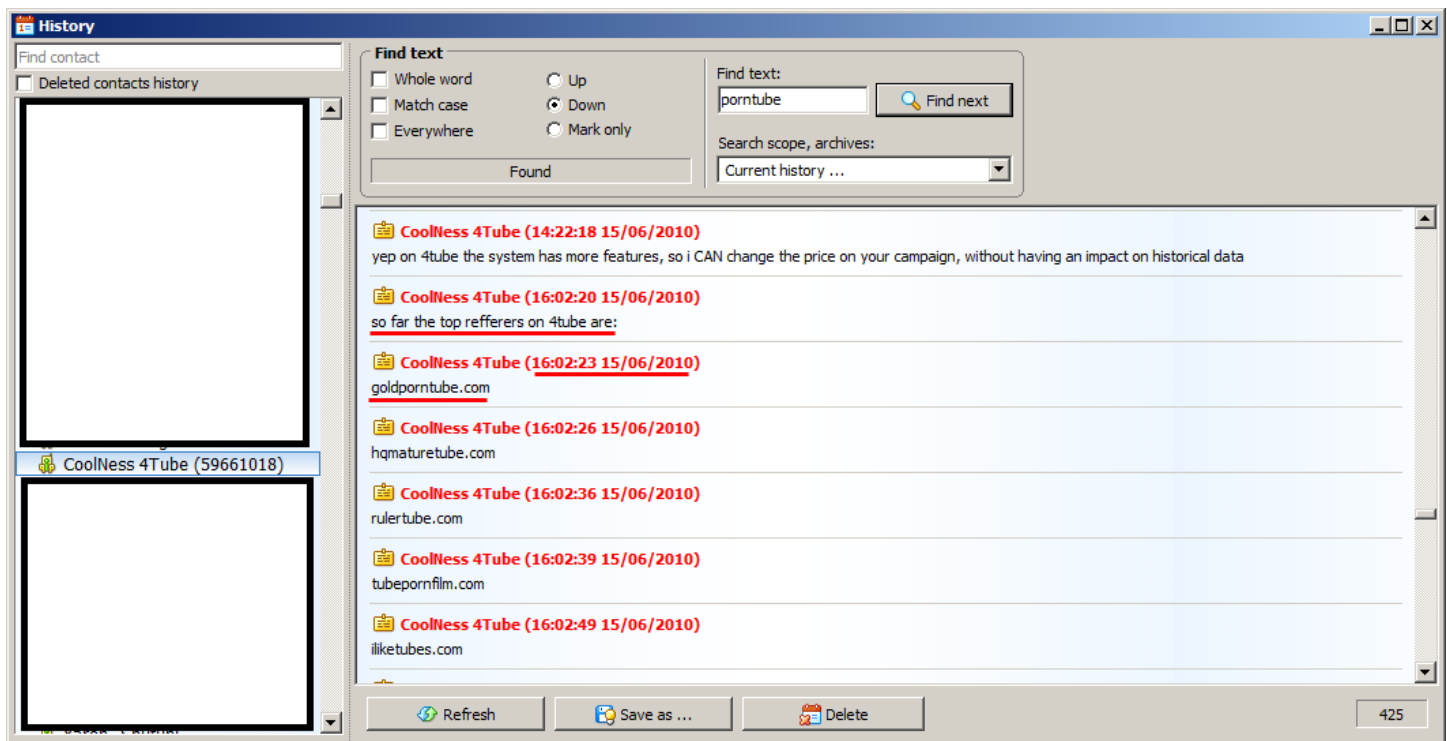 History
Find contact
Deleted contacts history
CoolNess 4Tube (59661018)
Find text
Whole word
Match case
Everywhere
Up
Down
Mark only
Found
Find text:
porntube
Find next
Search scope, archives:
Current history ...
CoolNess 4Tube (14:22:18 15/06/2010)
yep on 4tube the system has more features, so i CAN change the price on your campaign, without having an impact on historical data
CoolNess 4Tube (16:02:20 15/06/2010)
so far the top refferers on 4tube are:
CoolNess 4Tube (16:02:23 15/06/2010)
goldporntube.com
CoolNess 4Tube (16:02:26 15/06/2010)
hqmaturetube.com
CoolNess 4Tube (16:02:36 15/06/2010)
rulertube.com
CoolNess 4Tube (16:02:39 15/06/2010)
tubepornfilm.com
CoolNess 4Tube (16:02:49 15/06/2010)
iliketubes.com
Refresh
Save as ...
Delete
425